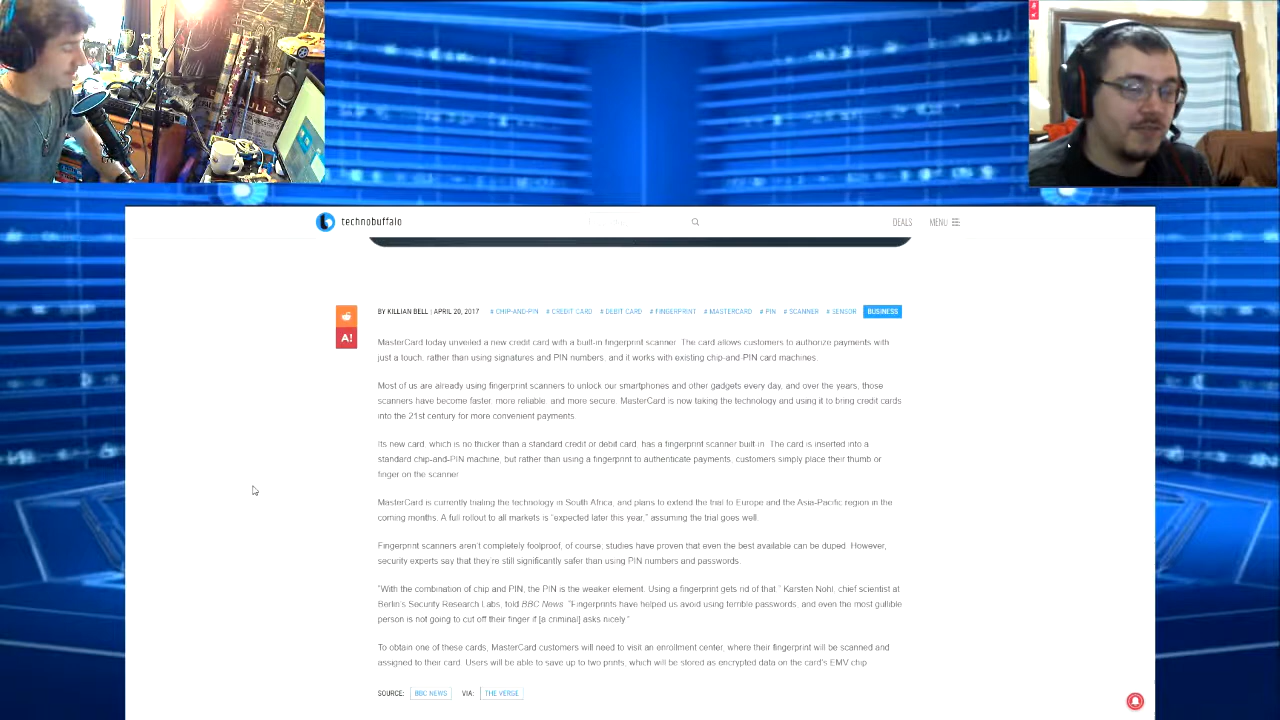 technobuffalo
DEALS
MENU
BY KILLIAN BELL | APRIL 20, 2017 # CHIP-AND-PIN # CREDIT CARD # DEBIT CARD # FINGERPRINT # MASTERCARD # PIN # SCANNER # SENSOR BUSINESS
A!
MasterCard today unveiled a new credit card with a built-in fingerprint scanner. The card allows customers to authorize payments with
just a touch, rather than using signatures and PIN numbers, and it works with existing chip-and-PIN card machines.
Most of us are already using fingerprint scanners to unlock our smartphones and other gadgets every day, and over the years, those
scanners have become faster, more reliable, and more secure. MasterCard is now taking the technology and using it to bring credit cards
into the 21st century for more convenient payments.
Its new card, which is no thicker than a standard credit or debit card, has a fingerprint scanner built in. The card is inserted into a
standard chip-and-PIN machine, but rather than using a fingerprint to authenticate payments, customers simply place their thumb or
finger on the scanner.
MasterCard is currently trialing the technology in South Africa, and plans to extend the trial to Europe and the Asia-Pacific region in the
coming months. A full rollout to all markets is "expected later this year," assuming the trial goes well.
Fingerprint scanners aren't completely foolproof, of course; studies have proven that even the best available can be duped. However,
security experts say that they're still significantly safer than using PIN numbers and passwords.
"With the combination of chip and PIN, the PIN is the weaker element. Using a fingerprint gets rid of that," Karsten Nohl, chief scientist at
Berlin's Security Research Labs, told BBC News. "Fingerprints have helped us avoid using terrible passwords, and even the most gullible
person is not going to cut off their finger if [a criminal] asks nicely."
To obtain one of these cards, MasterCard customers will need to visit an enrollment center, where their fingerprint will be scanned and
assigned to their card. Users will be able to save up to two prints, which will be stored as encrypted data on the card's EMV chip.
SOURCE: BBC NEWS VIA: THE VERGE